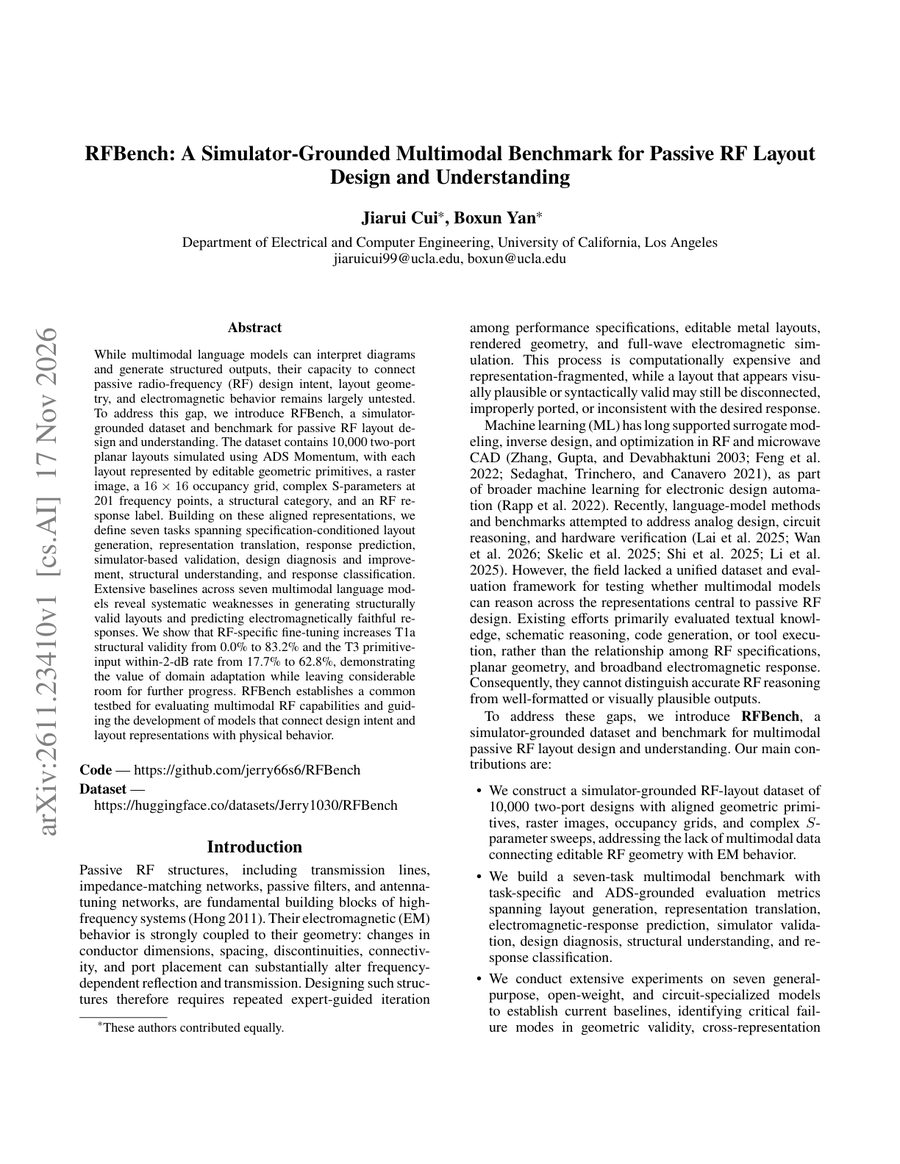 RFBench: A Simulator-Grounded Multimodal Benchmark for Passive RF Layout
Design and Understanding
Jiarui Cui*, Boxun Yan*
Department of Electrical and Computer Engineering, University of California, Los Angeles
jiaruicui99@ucla.edu, boxun@ucla.edu
arXiv:2611.23410v1 [cs.AI] 17 Nov 2026
Abstract
While multimodal language models can interpret diagrams
and generate structured outputs, their capacity to connect
passive radio-frequency (RF) design intent, layout geome-
try, and electromagnetic behavior remains largely untested.
To address this gap, we introduce RFBench, a simulator-
grounded dataset and benchmark for passive RF layout de-
sign and understanding. The dataset contains 10,000 two-port
planar layouts simulated using ADS Momentum, with each
layout represented by editable geometric primitives, a raster
image, a 16 × 16 occupancy grid, complex S-parameters at
201 frequency points, a structural category, and an RF re-
sponse label. Building on these aligned representations, we
define seven tasks spanning specification-conditioned layout
generation, representation translation, response prediction,
simulator-based validation, design diagnosis and improve-
ment, structural understanding, and response classification.
Extensive baselines across seven multimodal language mod-
els reveal systematic weaknesses in generating structurally
valid layouts and predicting electromagnetically faithful re-
sponses. We show that RF-specific fine-tuning increases T1a
structural validity from 0.0% to 83.2% and the T3 primitive-
input within-2-dB rate from 17.7% to 62.8%, demonstrating
the value of domain adaptation while leaving considerable
room for further progress. RFBench establishes a common
testbed for evaluating multimodal RF capabilities and guid-
ing the development of models that connect design intent and
layout representations with physical behavior.
Code — https://github.com/jerry66s6/RFBench
Dataset —
https://huggingface.co/datasets/Jerry1030/RFBench
Introduction
Passive RF structures, including transmission lines,
impedance-matching networks, passive filters, and antenna-
tuning networks, are fundamental building blocks of high-
frequency systems (Hong 2011). Their electromagnetic (EM)
behavior is strongly coupled to their geometry: changes in
conductor dimensions, spacing, discontinuities, connectiv-
ity, and port placement can substantially alter frequency-
dependent reflection and transmission. Designing such struc-
tures therefore requires repeated expert-guided iteration
*These authors contributed equally.
among performance specifications, editable metal layouts,
rendered geometry, and full-wave electromagnetic sim-
ulation. This process is computationally expensive and
representation-fragmented, while a layout that appears visu-
ally plausible or syntactically valid may still be disconnected,
improperly ported, or inconsistent with the desired response.
Machine learning (ML) has long supported surrogate mod-
eling, inverse design, and optimization in RF and microwave
CAD (Zhang, Gupta, and Devabhaktuni 2003; Feng et al.
2022; Sedaghat, Trinchero, and Canavero 2021), as part
of broader machine learning for electronic design automa-
tion (Rapp et al. 2022). Recently, language-model methods
and benchmarks attempted to address analog design, circuit
reasoning, and hardware verification (Lai et al. 2025; Wan
et al. 2026; Skelic et al. 2025; Shi et al. 2025; Li et al.
2025). However, the field lacked a unified dataset and eval-
uation framework for testing whether multimodal models
can reason across the representations central to passive RF
design. Existing efforts primarily evaluated textual knowl-
edge, schematic reasoning, code generation, or tool execu-
tion, rather than the relationship among RF specifications,
planar geometry, and broadband electromagnetic response.
Consequently, they cannot distinguish accurate RF reasoning
from well-formatted or visually plausible outputs.
To address these gaps, we introduce RFBench, a
simulator-grounded dataset and benchmark for multimodal
passive RF layout design and understanding. Our main con-
tributions are:
• We construct a simulator-grounded RF-layout dataset of
10,000 two-port designs with aligned geometric primi-
tives, raster images, occupancy grids, and complex S-
parameter sweeps, addressing the lack of multimodal data
connecting editable RF geometry with EM behavior.
• We build a seven-task multimodal benchmark with
task-specific and ADS-grounded evaluation metrics
spanning layout generation, representation translation,
electromagnetic-response prediction, simulator valida-
tion, design diagnosis, structural understanding, and re-
sponse classification.
• We conduct extensive experiments on seven general-
purpose, open-weight, and circuit-specialized models
to establish current baselines, identifying critical fail-
ure modes in geometric validity, cross-representation